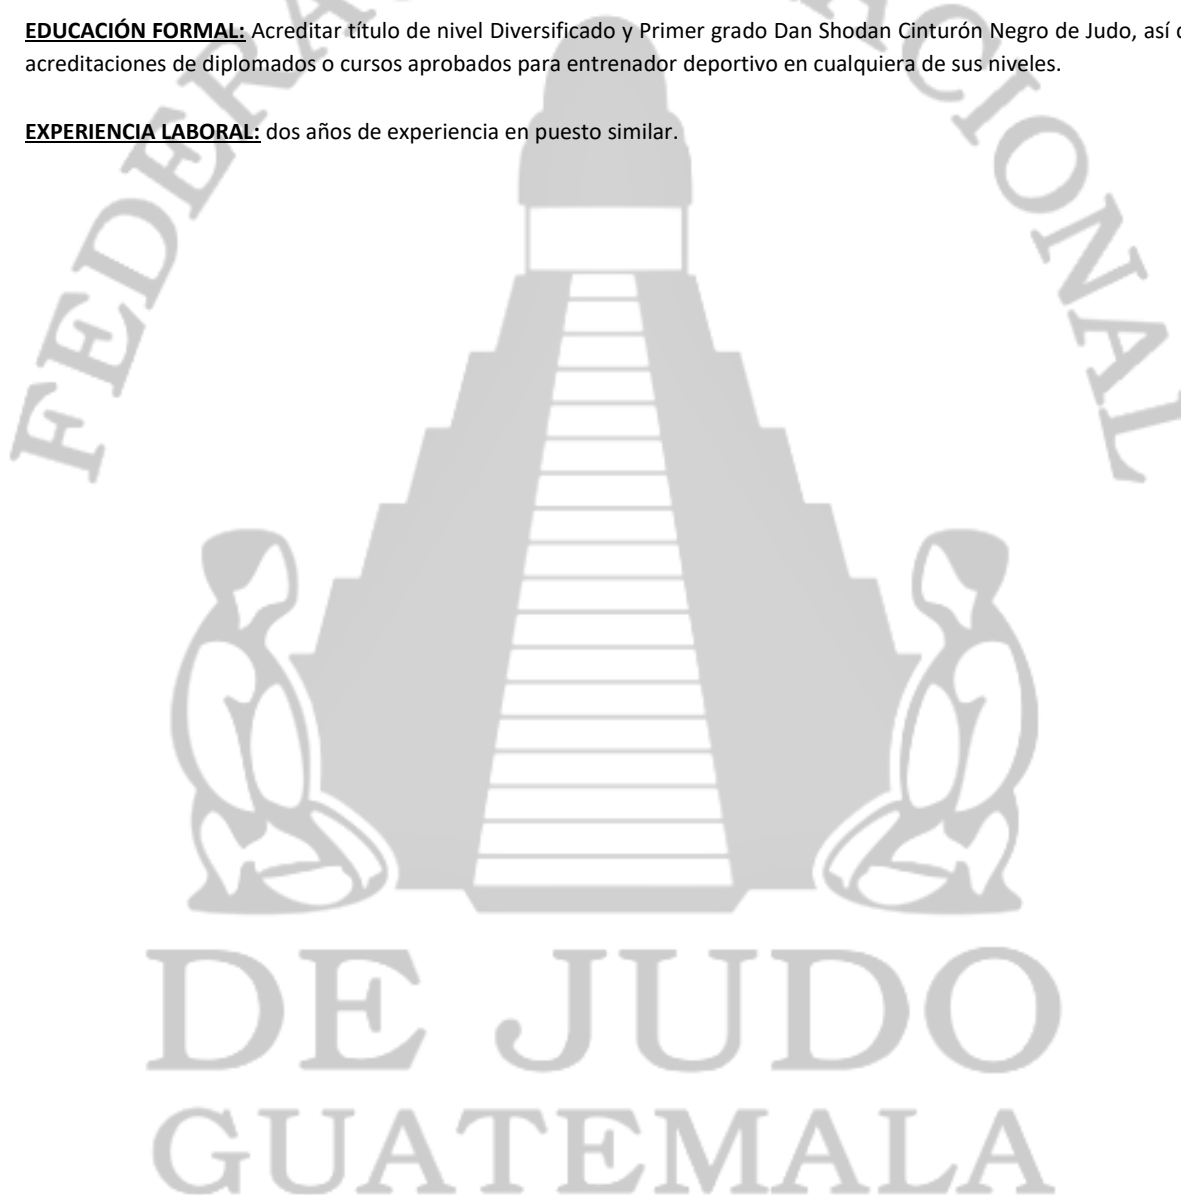 EDUCACIÓN FORMAL: Acreditar título de nivel Diversificado y Primer grado Dan Shodan Cinturón Negro de Judo, así
acreditaciones de diplomados o cursos aprobados para entrenador deportivo en cualquiera de sus niveles.
EXPERIENCIA LABORAL: dos años de experiencia en puesto similar.
DE JUDO
GUATEMALA